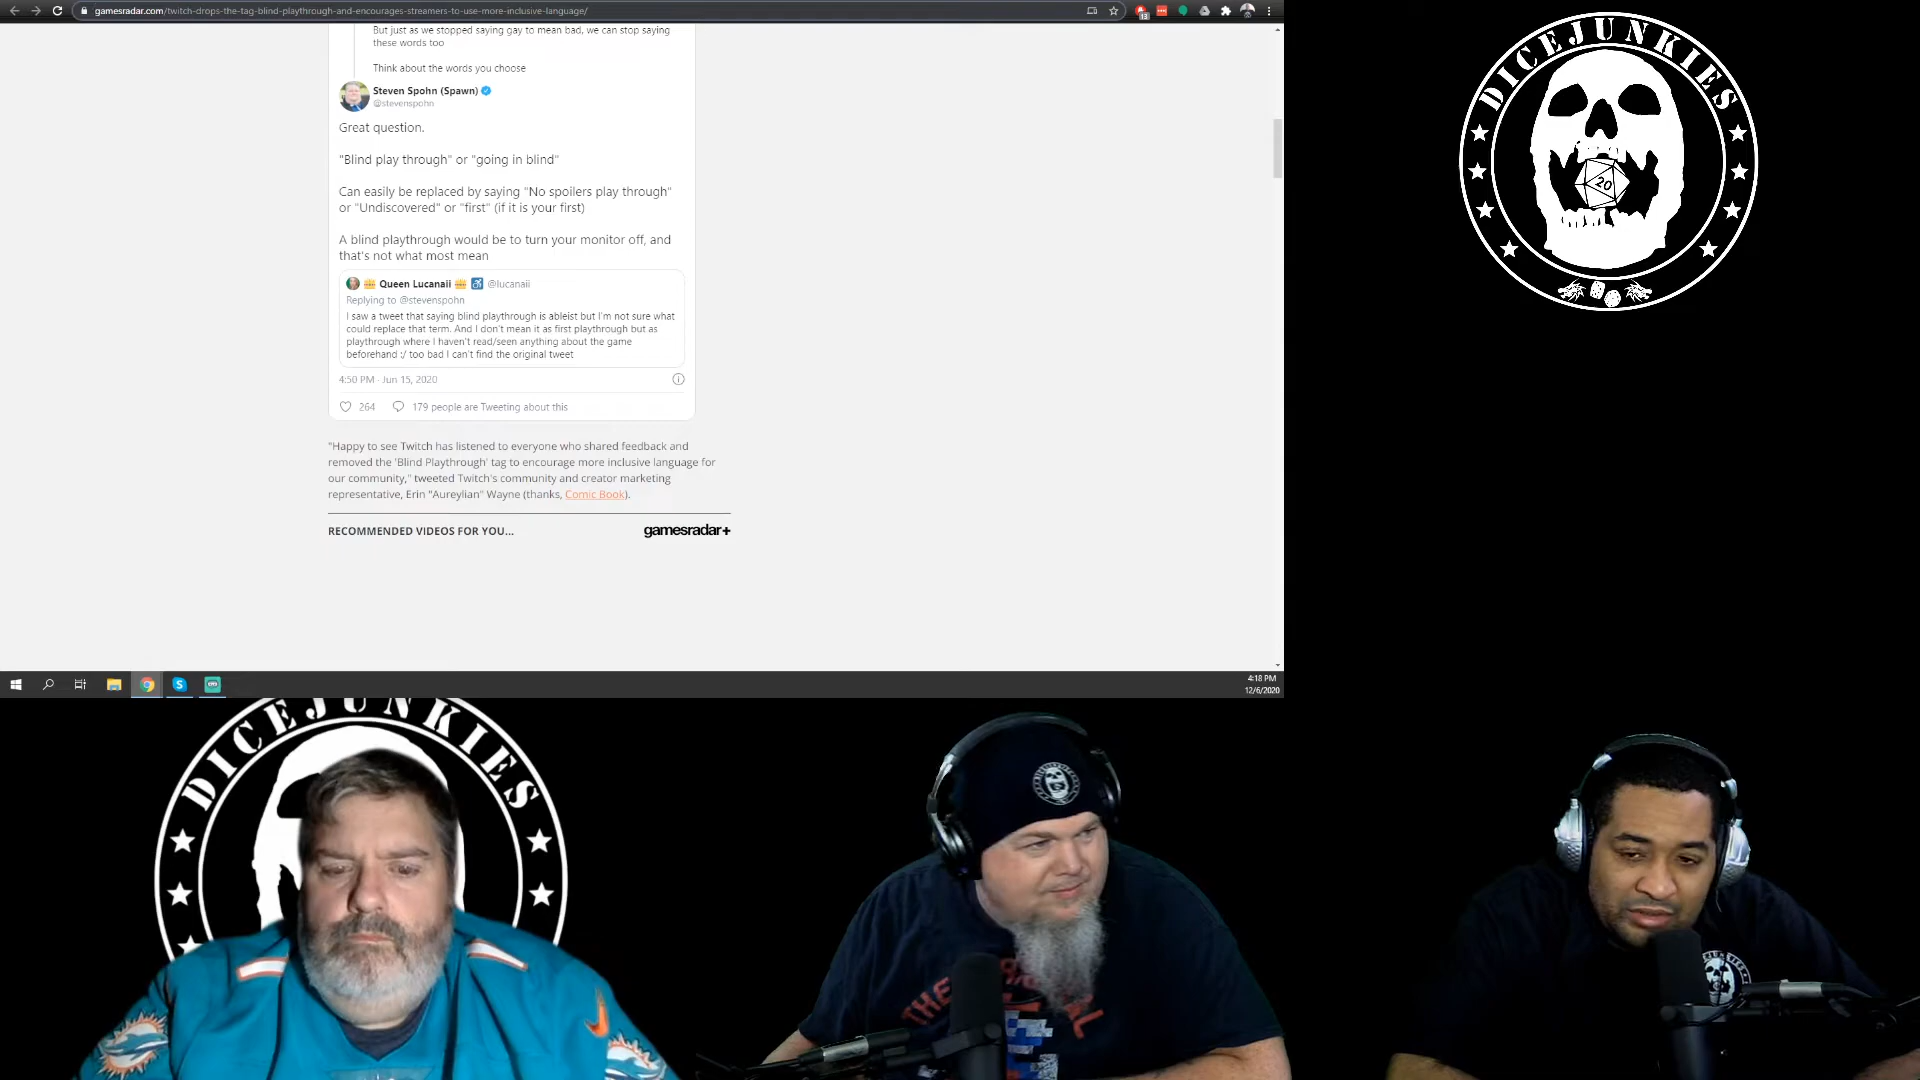 gamesradar.com/twitch-drops-the-tag-blind-playthrough-and-encourages-streamers-to-use-more-inclusive-language/
But just as we stopped saying gay to mean bad, we can stop saying
these words too
Think about the words you choose
Steven Spohn (Spawn)
@stevenspohn
Great question.
"Blind play through" or "going in blind"
Can easily be replaced by saying "No spoilers play through"
or "Undiscovered" or "first" (if it is your first)
A blind playthrough would be to turn your monitor off, and
that's not what most mean
Queen Lucanaii @lucanaii
Replying to @stevenspohn
I saw a tweet that saying blind playthrough is ableist but I'm not sure what
could replace that term. And I don't mean it as first playthrough but as
playthrough where I haven't read/seen anything about the game
beforehand :/ too bad I can't find the original tweet
4:50 PM · Jun 15, 2020
264 179 people are Tweeting about this
"Happy to see Twitch has listened to everyone who shared feedback and
removed the 'Blind Playthrough' tag to encourage more inclusive language for
our community," tweeted Twitch's community and creator marketing
representative, Erin "Aureylian" Wayne (thanks, Comic Book).
RECOMMENDED VIDEOS FOR YOU... gamesradar+
4:18 PM
12/6/2020
DICEJUNKIES
20
DICEJUNKIES